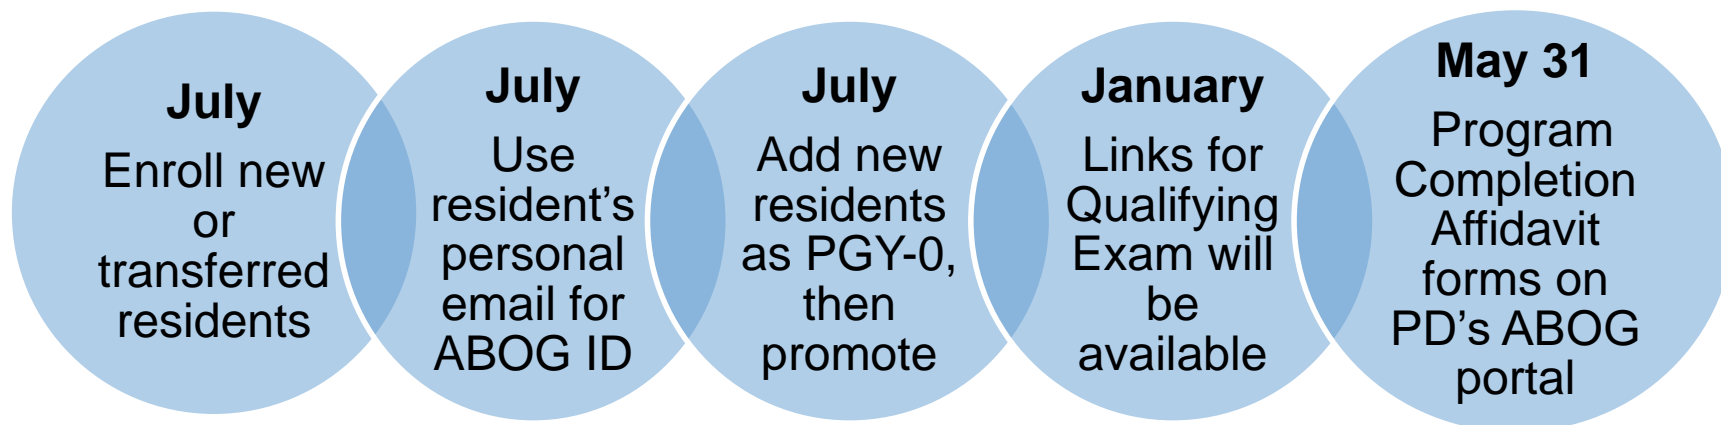 July
Enroll new
or
transferred
residents
July
Use
resident’s
personal
email for
ABOG ID
July
Add new
residents
as PGY-0,
then
promote
January
Links for
Qualifying
Exam will
be
available
May 31
Program
Completion
Affidavit
forms on
PD’s ABOG
portal